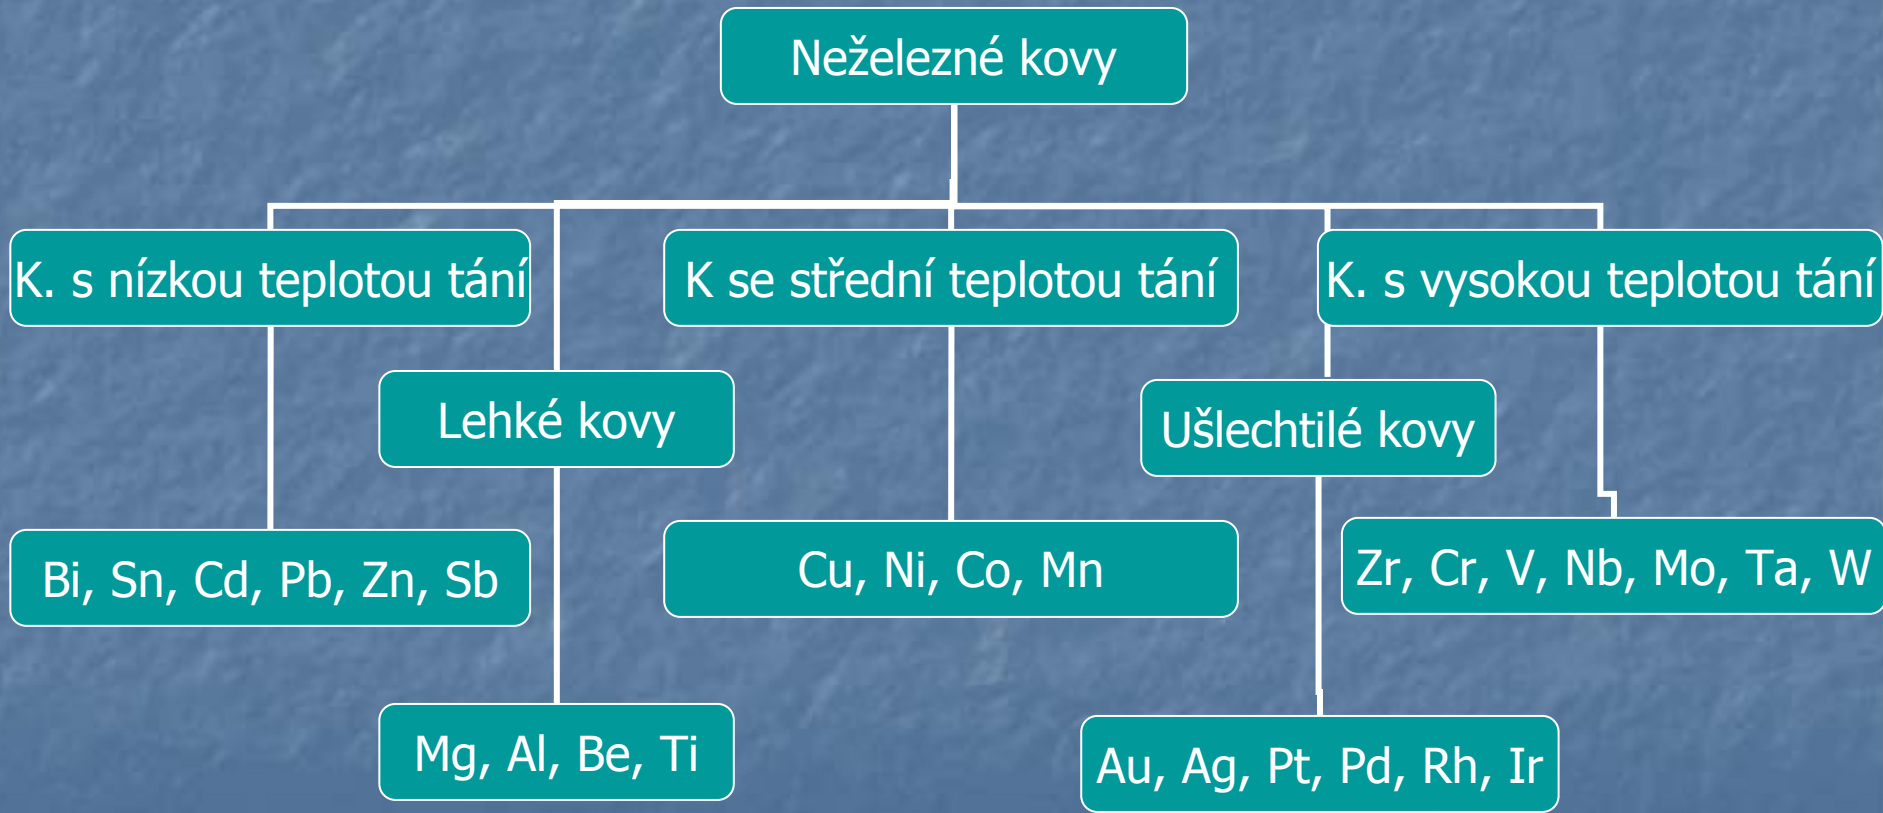 Neželezné kovy
K. s nízkou teplotou tání
K se střední teplotou tání
K. s vysokou teplotou tání
Lehké kovy
Ušlechtilé kovy
Bi, Sn, Cd, Pb, Zn, Sb
Cu, Ni, Co, Mn
Zr, Cr, V, Nb, Mo, Ta, W
Mg, Al, Be, Ti
Au, Ag, Pt, Pd, Rh, Ir